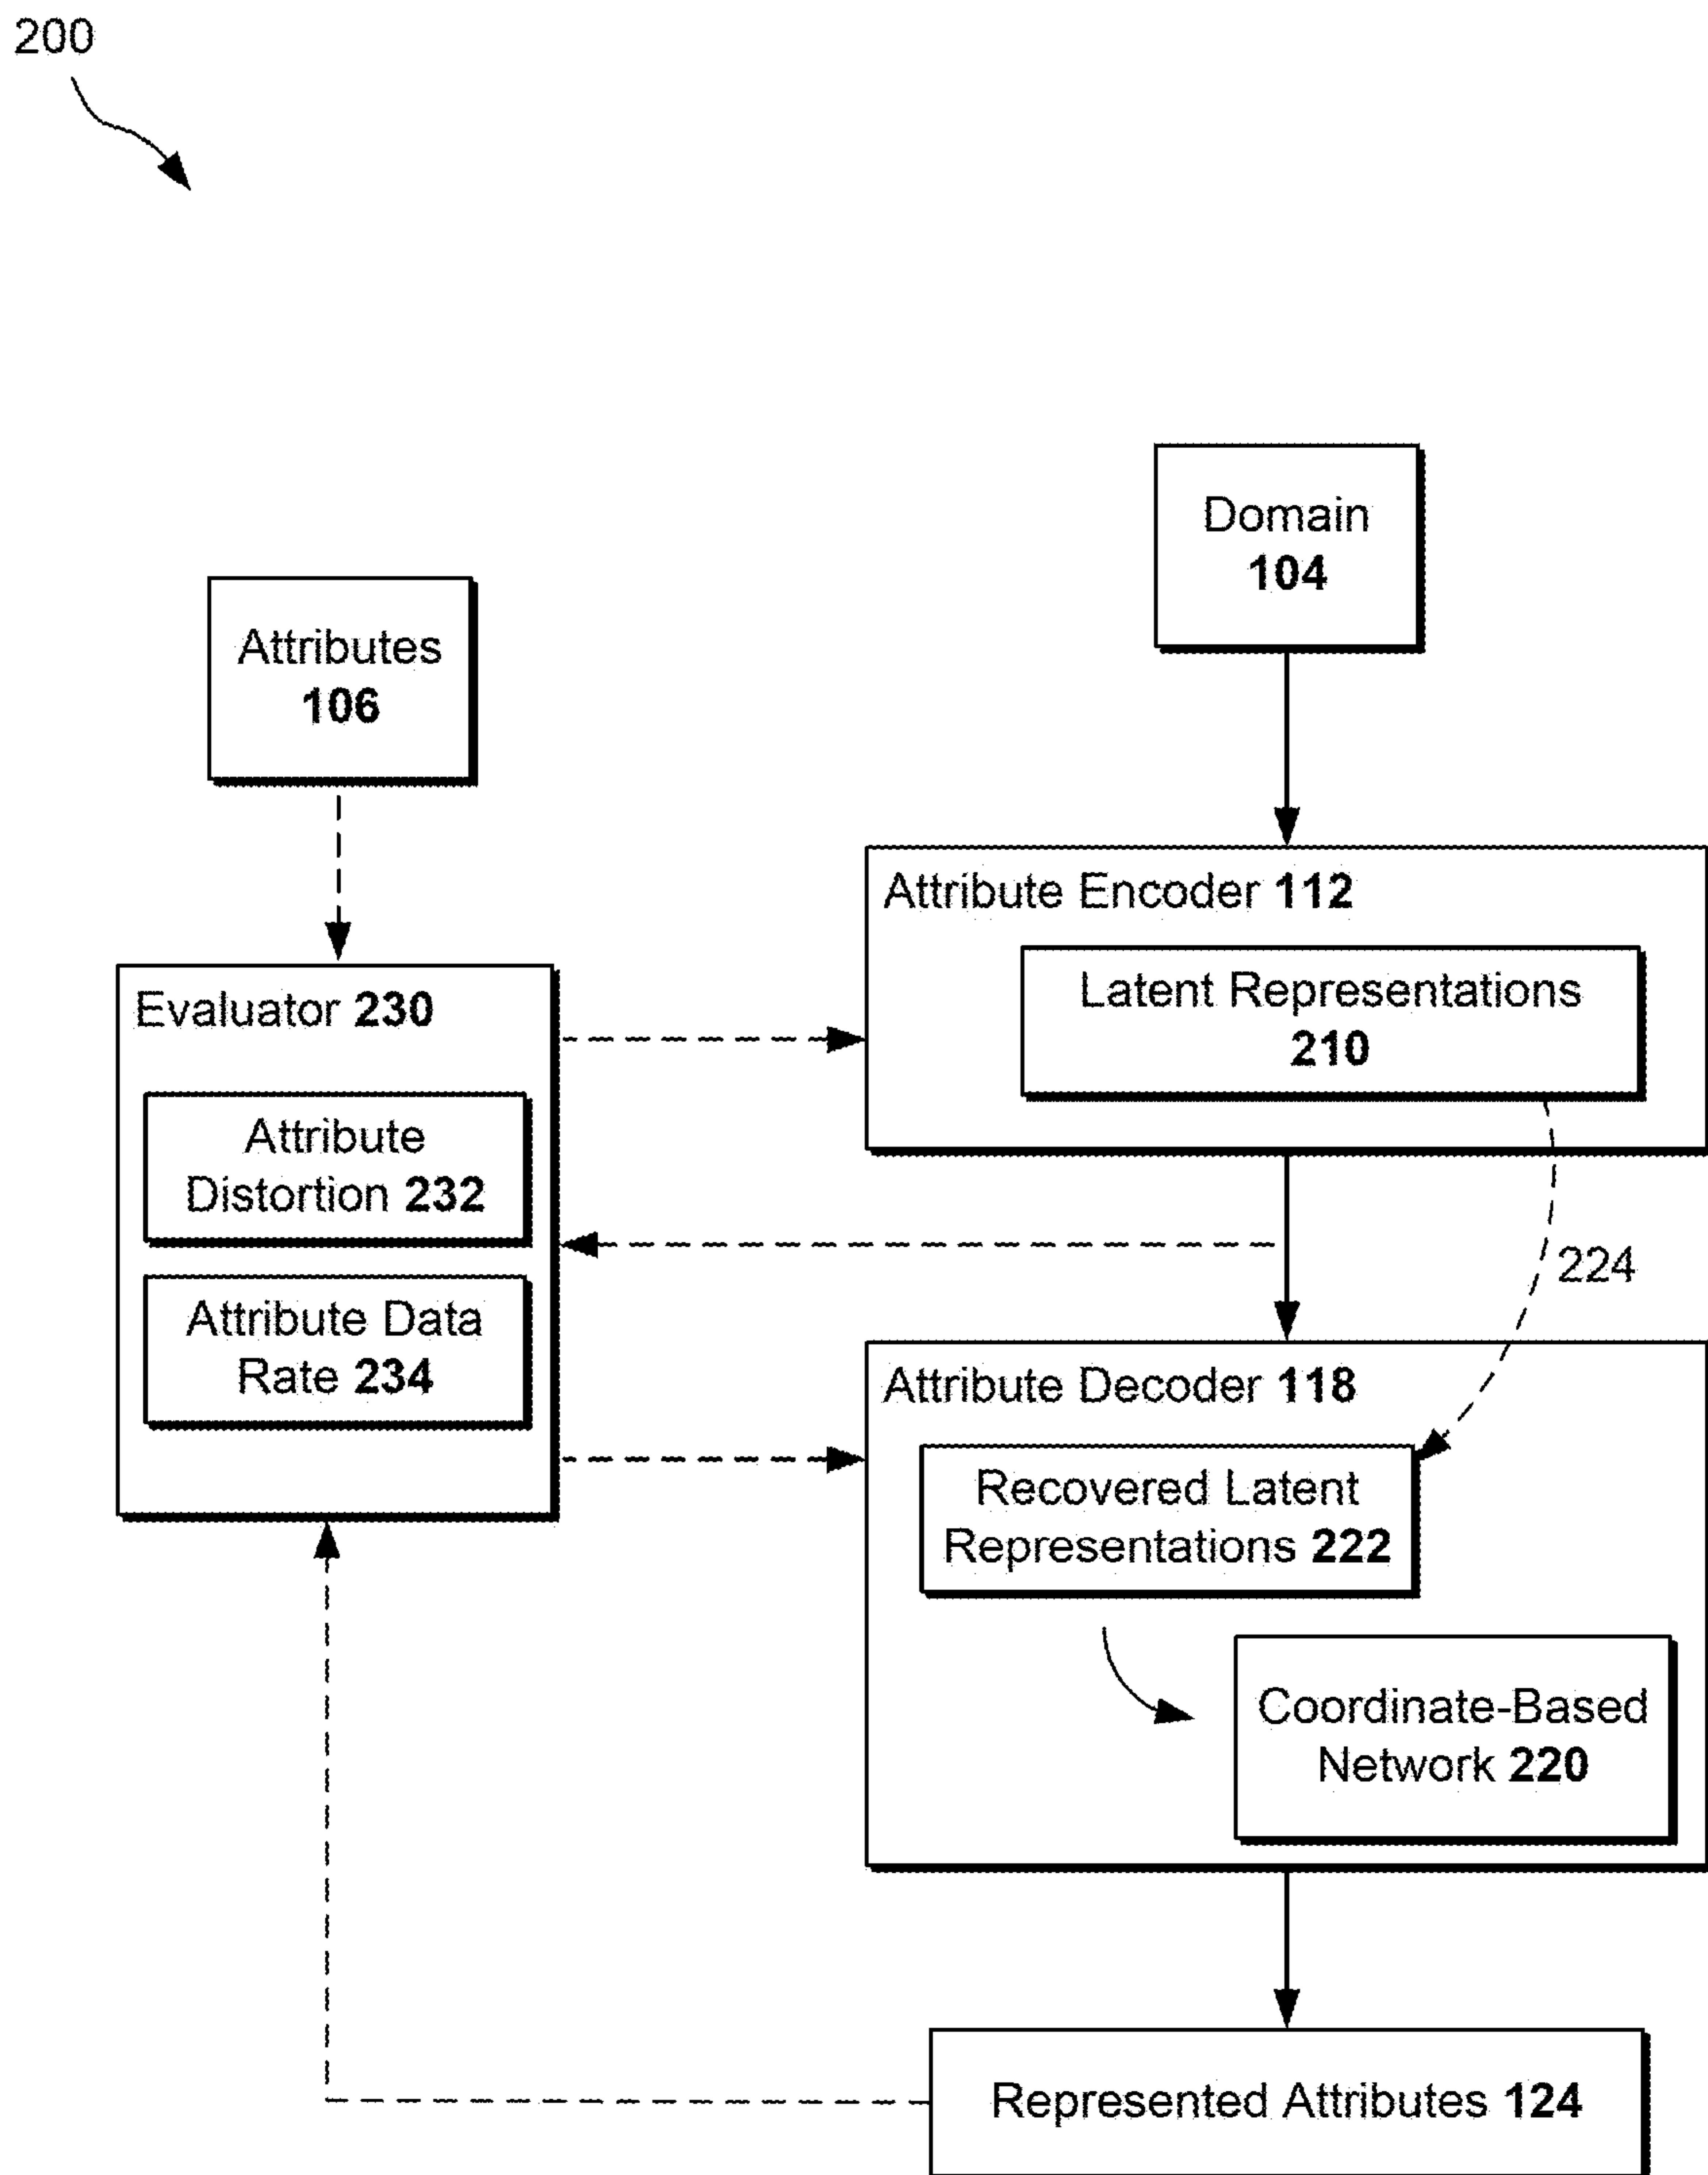 200
Domain
104
Attributes
106
Attribute Encoder 112
Latent Representations
210
Evaluator 230
Attribute
Distortion 232
Attribute Data
Rate 234
224
Attribute Decoder 118
Recovered Latent
Representations 222
Coordinate-Based
Network 220
Represented Attributes 124